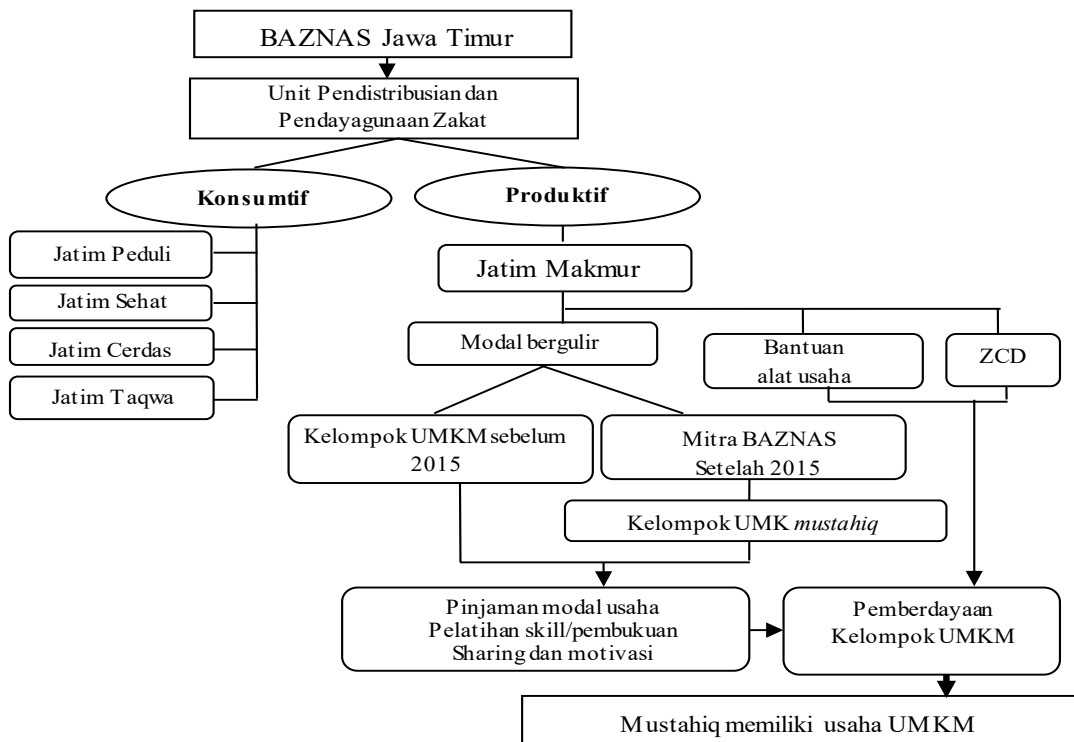 BAZNAS Jawa Timur
Unit Pendistribusian dan
Pendayagunaan Zakat
Konsumtif
Produktif
Jatim Peduli
Jatim Sehat
Jatim Cerdas
Jatim Taqwa
Jatim Makmur
Modal bergulir
Bantuan
alat usaha
ZCD
Kelompok UMKM sebelum
2015
Mitra BAZNAS
Setelah 2015
Kelompok UMK mustahiq
Pinjaman modal usaha
Pelatihan skill/pembukuan
Sharing dan motivasi
Pemberdayaan
Kelompok UMKM
Mustahiq memiliki usaha UMKM